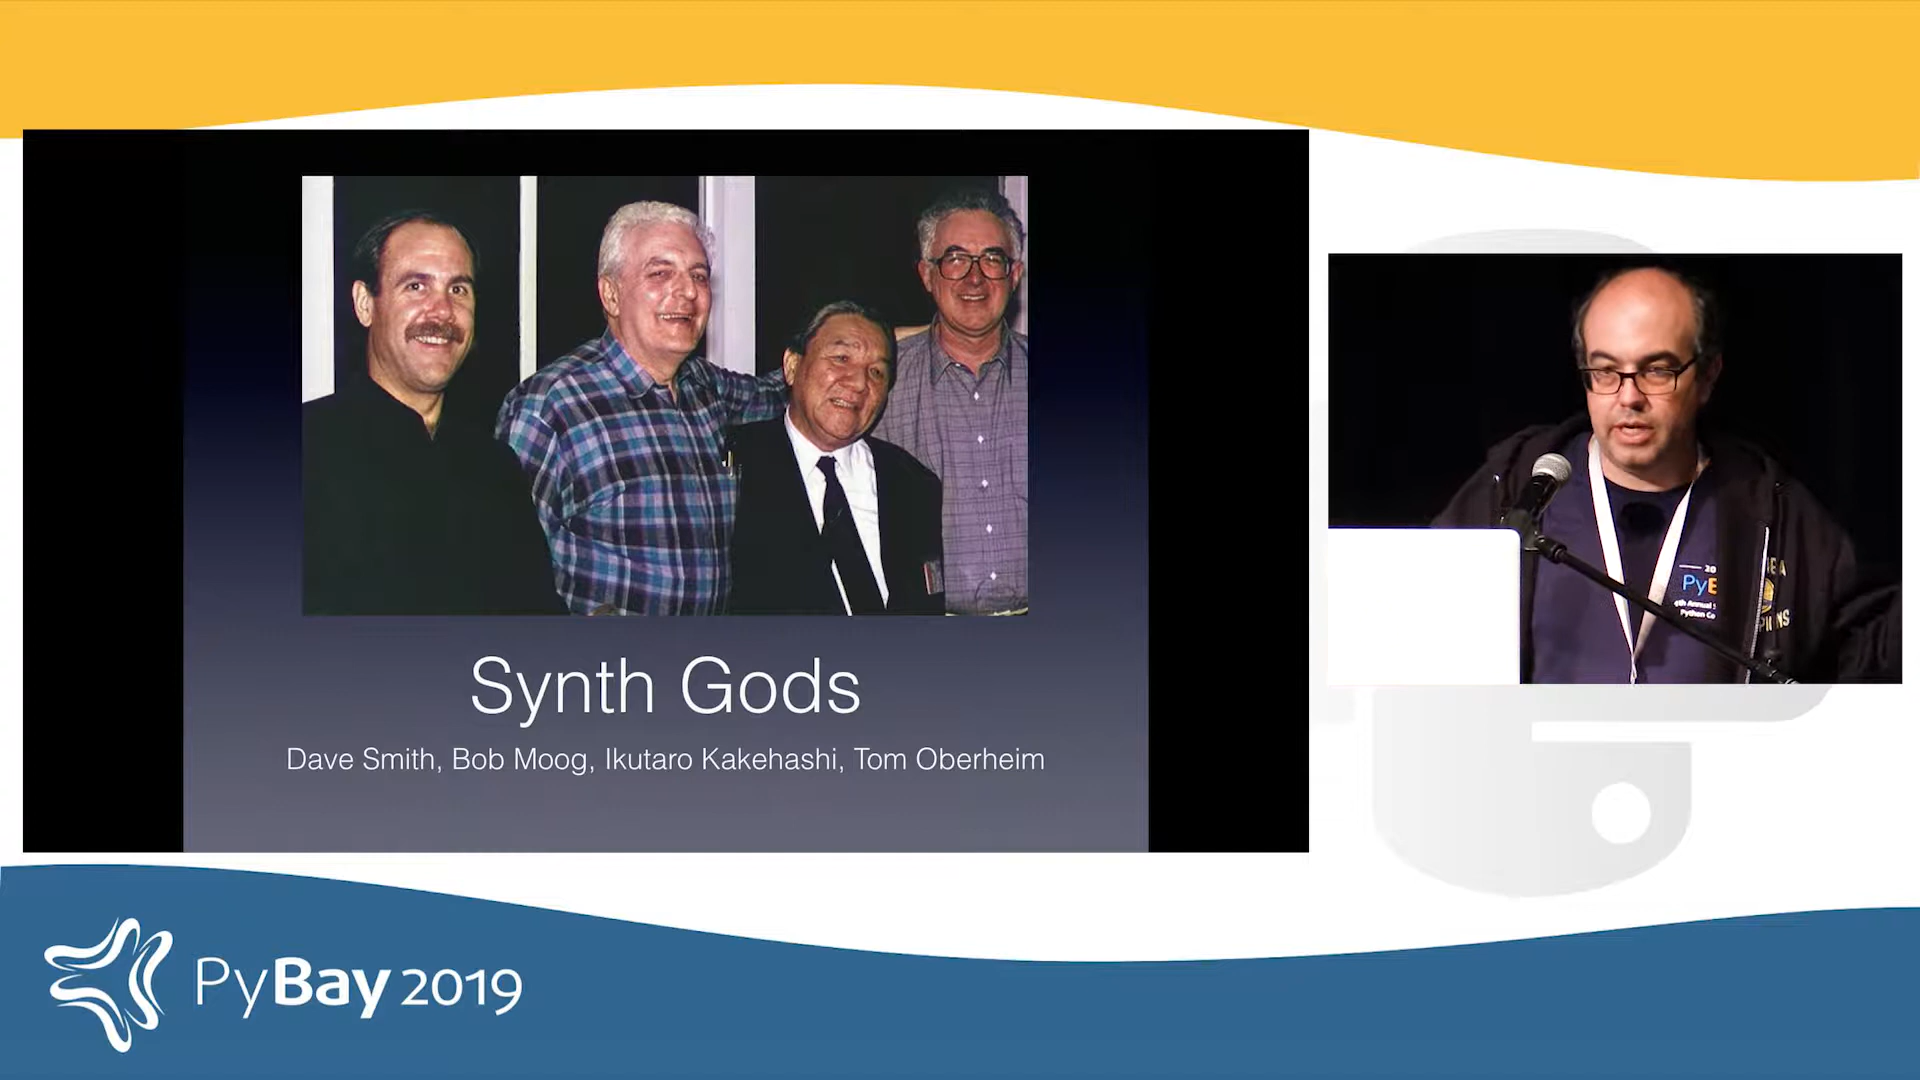 Synth Gods
Dave Smith, Bob Moog, Ikutaro Kakehashi, Tom Oberheim
PyBay 2019